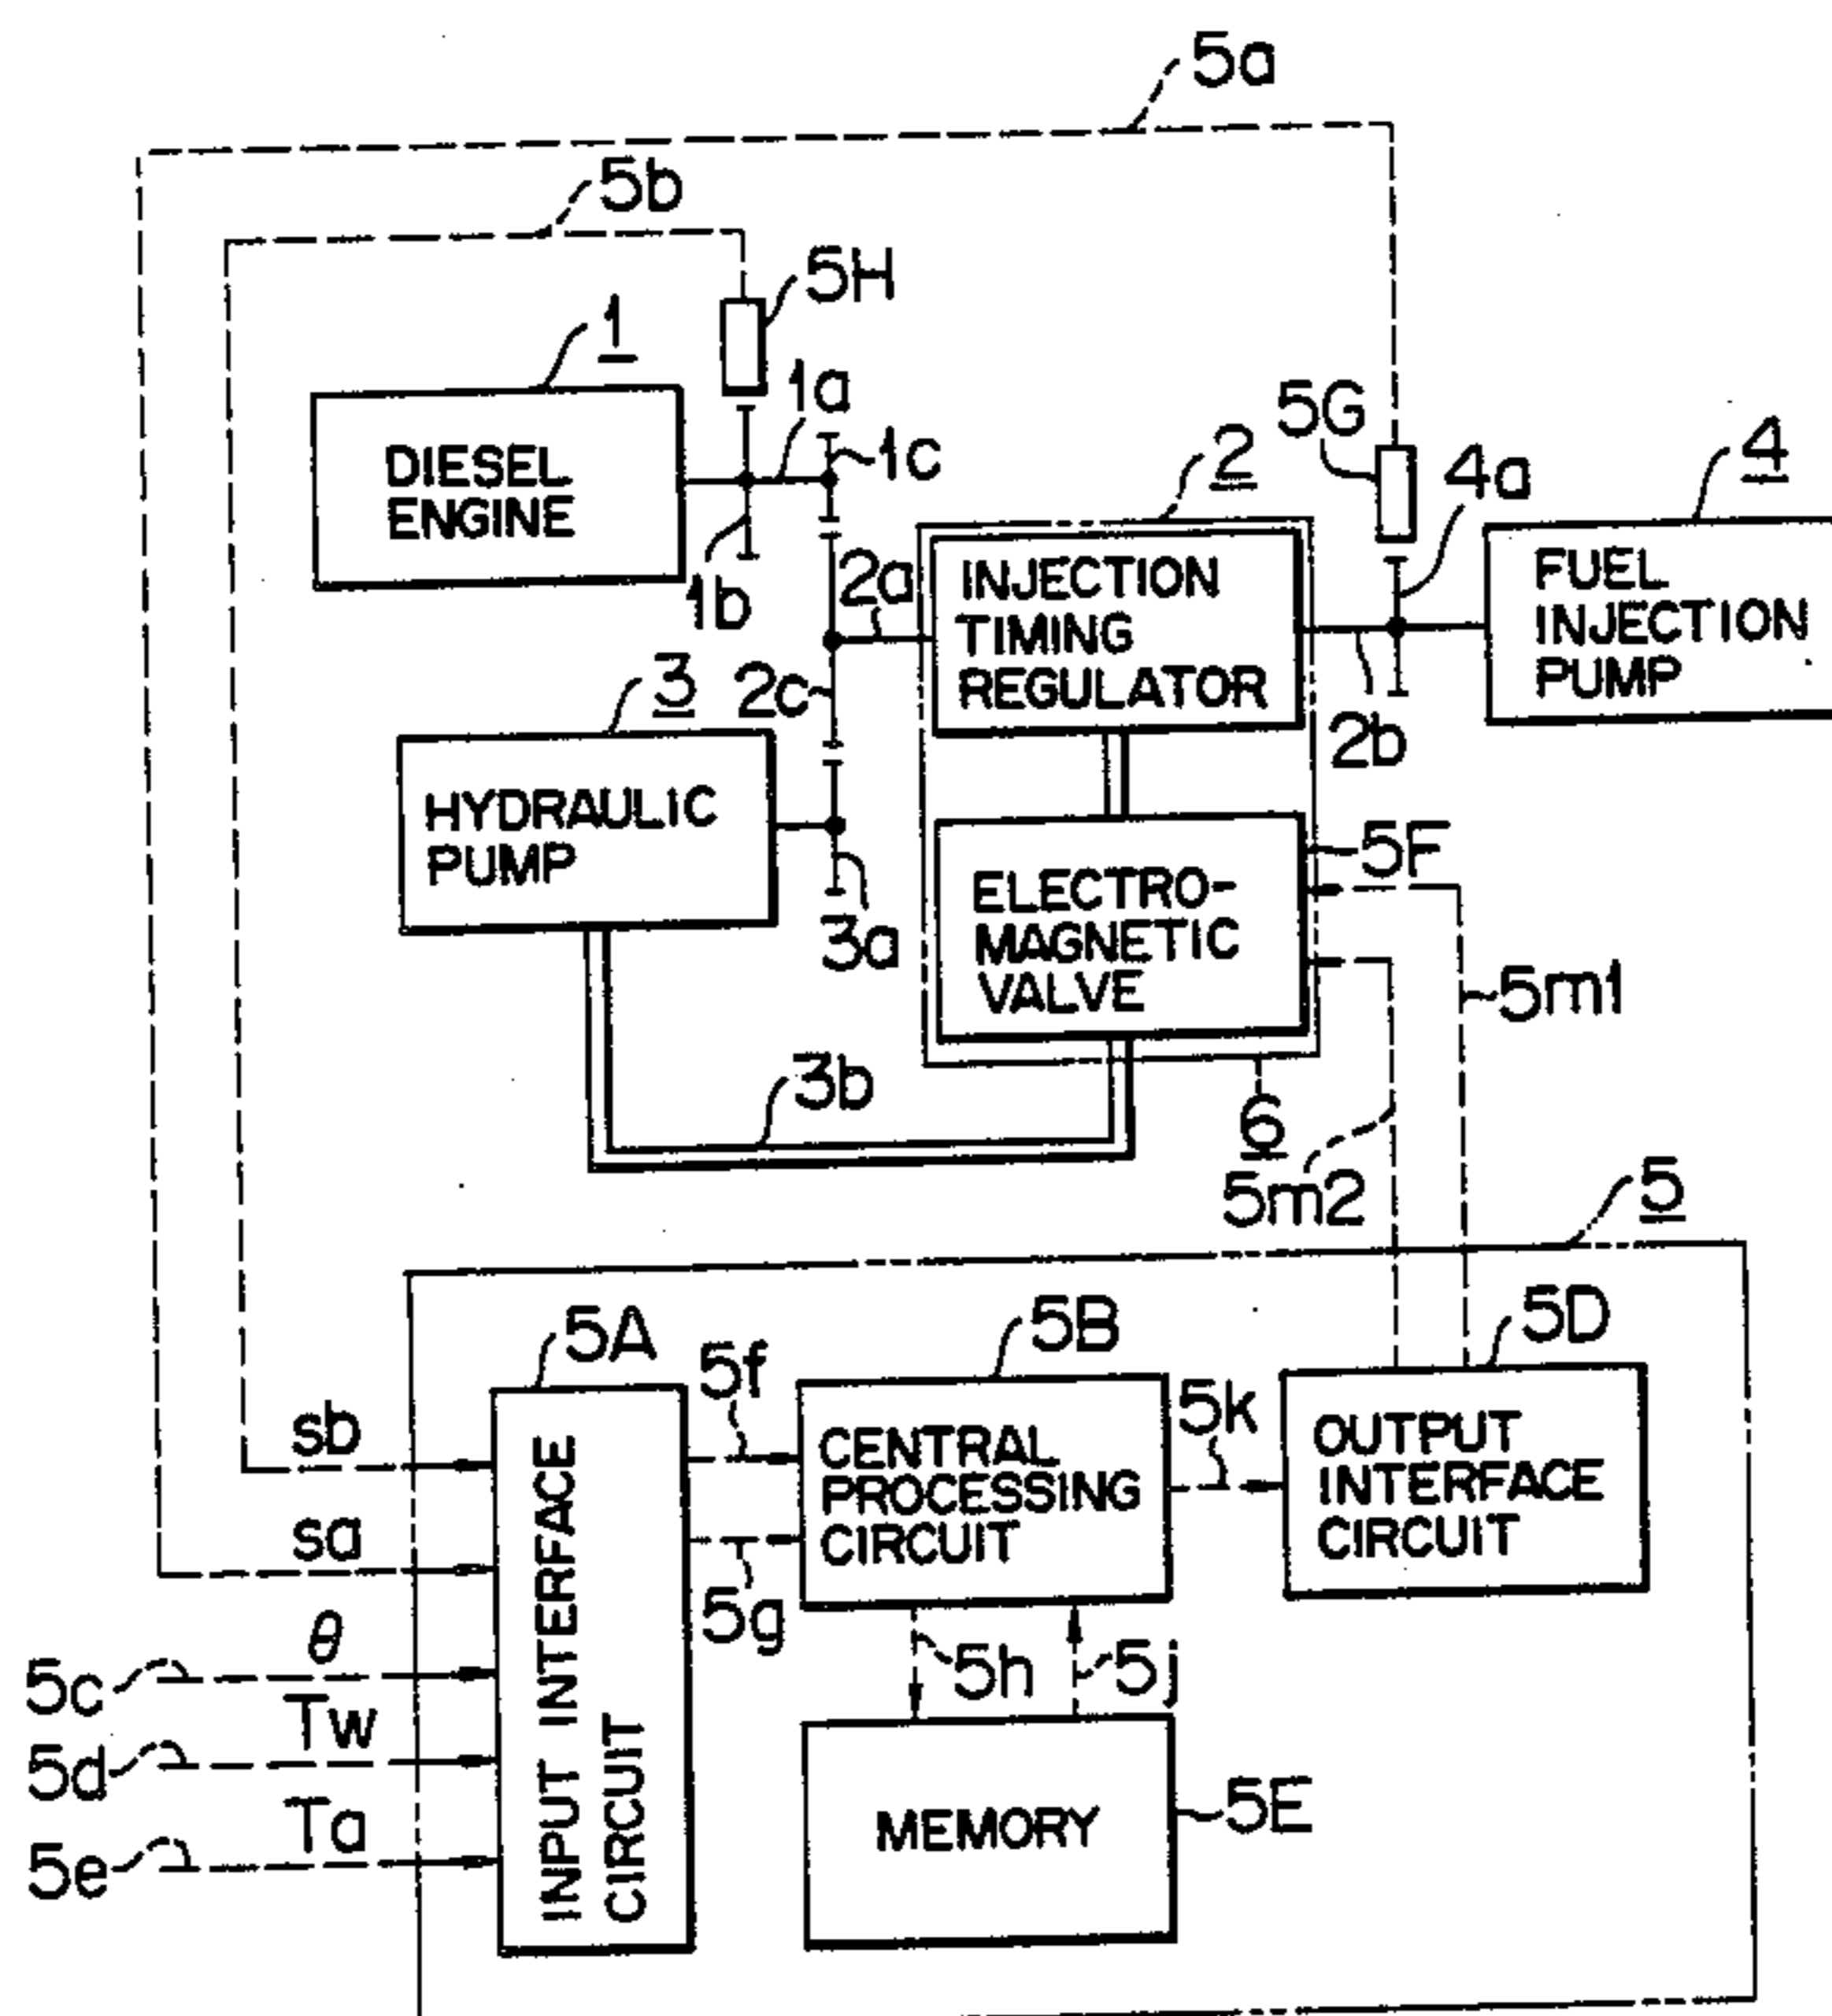 5a
5b
5H
1
1a
5G
4
DIESEL
ENGINE
1c
2
4a
1b
2a
INJECTION
TIMING
REGULATOR
FUEL
INJECTION
PUMP
3
2c
2b
HYDRAULIC
PUMP
5F
ELECTRO-
MAGNETIC
VALVE
3a
5m1
3b
6
5m2
5
5A
5B
5D
5f
5k
sb
CENTRAL
PROCESSING
CIRCUIT
OUTPUT
INTERFACE
CIRCUIT
sa
INPUT INTERFACE
CIRCUIT
5g
θ
5c
5h
5j
Tw
5d
Ta
5e
MEMORY
5E